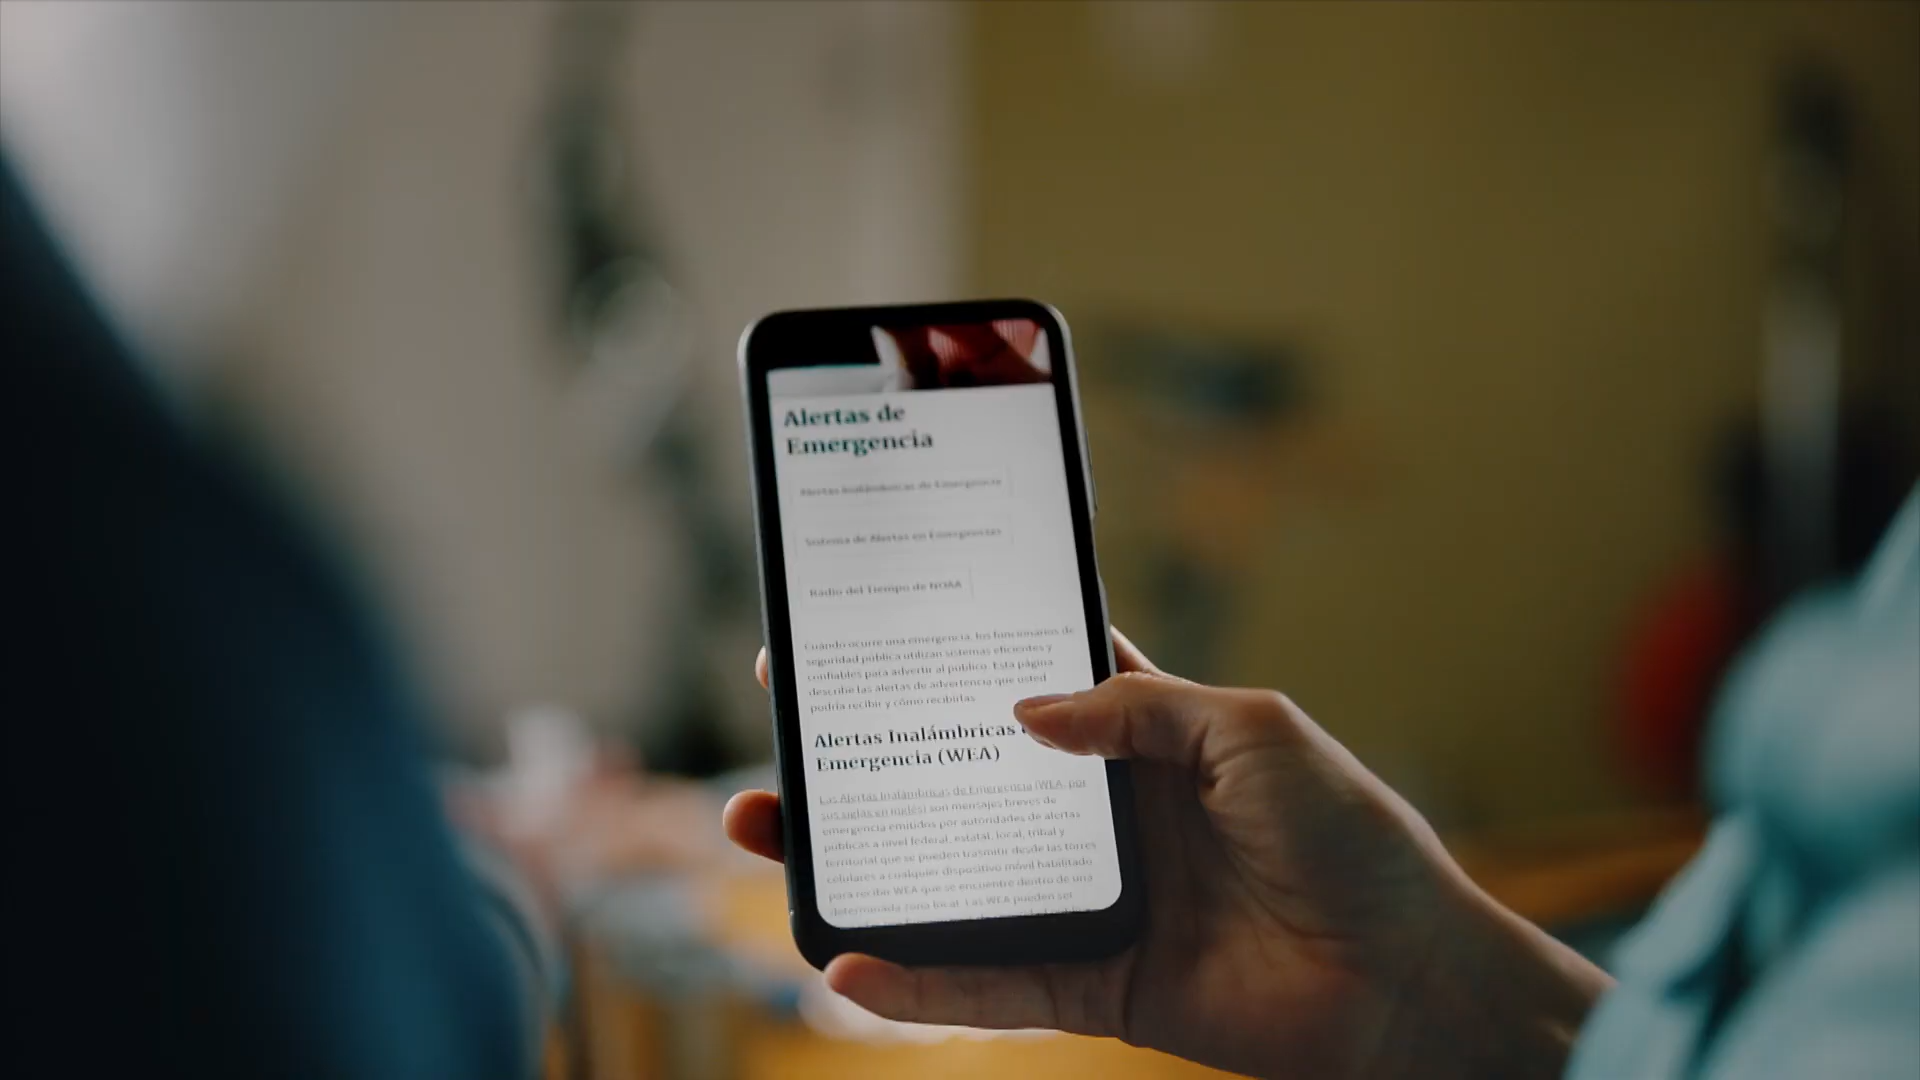 Alertas de
Emergencia
Alertas Inalámbricas de Emergencia
Sistema de Alertas en Emergencias
Radio del Tiempo de NOAA
Cuando ocurre una emergencia, los funcionarios de
seguridad pública utilizan sistemas eficientes y
confiables para advertir al público. Esta página
describe las alertas de advertencia que usted
podría recibir y cómo recibirlas.
Alertas Inalámbricas
Emergencia (WEA)
Las Alertas Inalámbricas de Emergencia (WEA, por
sus siglas en inglés) son mensajes breves de
emergencia emitidos por autoridades de alertas
públicas a nivel federal, estatal, local, tribal y
territorial que se pueden trasmitir desde las torres
celulares a cualquier dispositivo móvil habilitado
para recibir WEA que se encuentre dentro de una
determinada zona local. Las WEA pueden ser